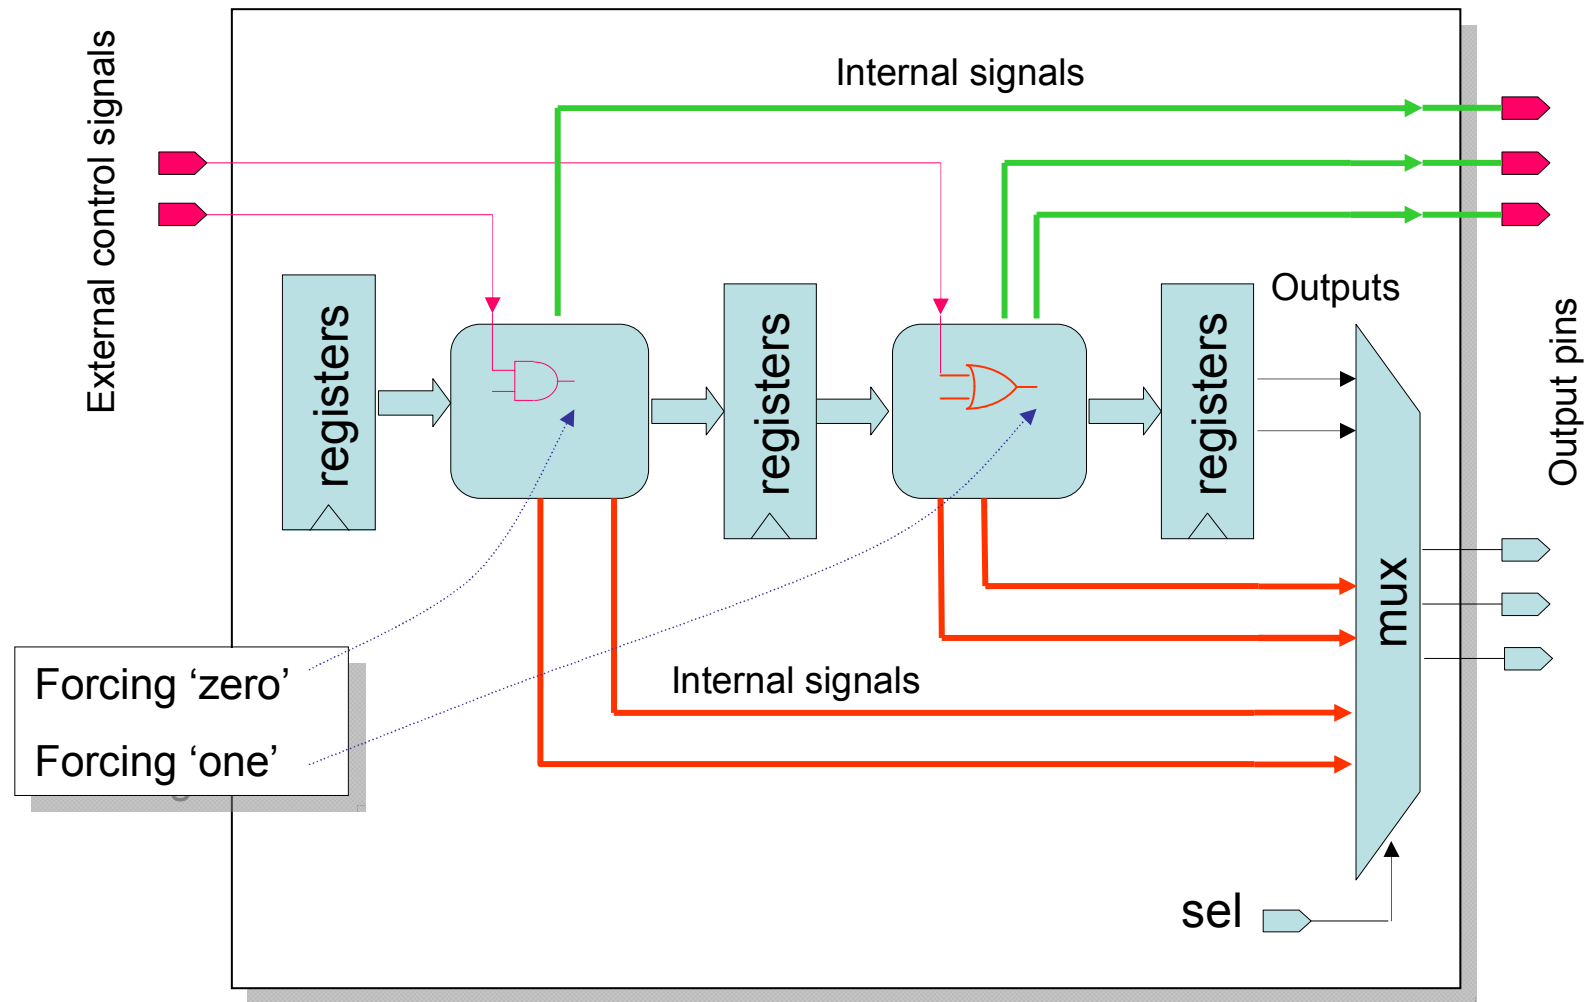 External control signals
Internal signals
registers
registers
registers
Outputs
Output pins
mux
Forcing ‘zero’
Forcing ‘one’
Internal signals
sel